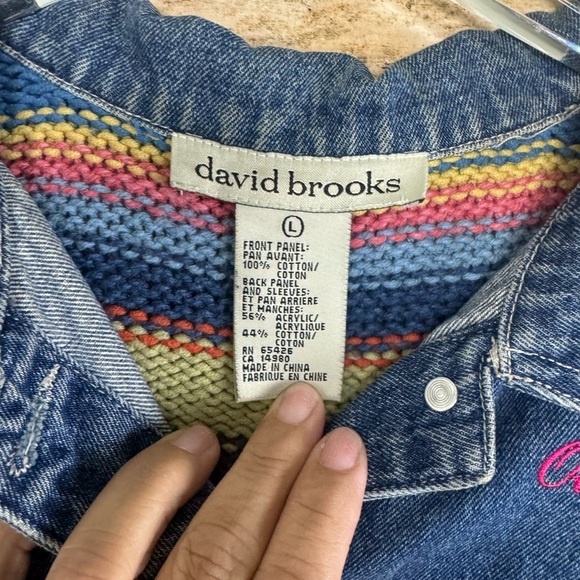 david brooks
L
FRONT PANEL:
PAN AVANT:
100% COTTON/
COTON
BACK PANEL
AND SLEEVES:
ET PAN ARRIERE
ET MANCHES:
56% ACRYLIC/
ACRYLIQUE
44% COTTON/
COTON
RN 65426
CA 14980
MADE IN CHINA
FABRIQUE EN CHINE